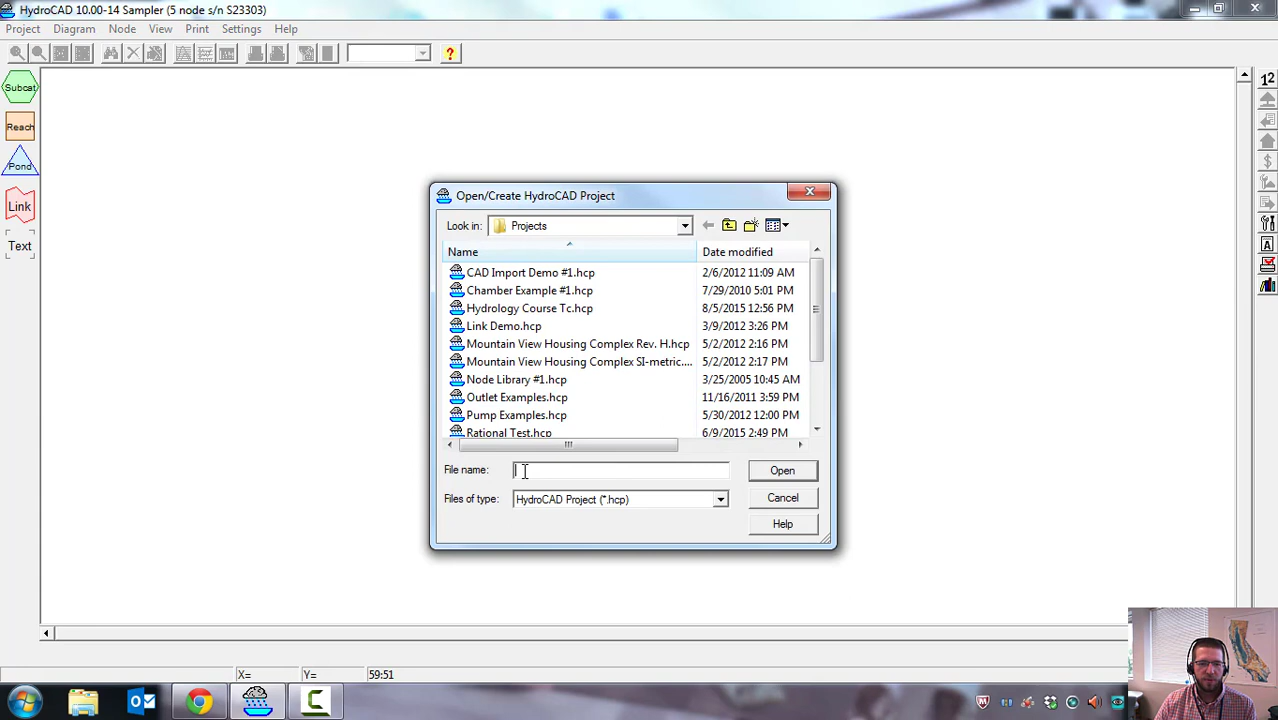 HydroCAD 10.00-14 Sampler (5 node s/n S23303)
Project Diagram Node View Print Settings Help
?
Subcat
Reach
Pond
Link
Text
12
$
A
Open/Create HydroCAD Project
Look in: Projects
Name Date modified
CAD Import Demo #1.hcp 2/6/2012 11:09 AM
Chamber Example #1.hcp 7/29/2010 5:01 PM
Hydrology Course Tc.hcp 8/5/2015 12:56 PM
Link Demo.hcp 3/9/2012 3:26 PM
Mountain View Housing Complex Rev. H.hcp 5/2/2012 2:16 PM
Mountain View Housing Complex SI-metric.... 5/2/2012 2:17 PM
Node Library #1.hcp 3/25/2005 10:45 AM
Outlet Examples.hcp 11/16/2011 3:59 PM
Pump Examples.hcp 5/30/2012 12:00 PM
Rational Test.hcp 6/9/2015 2:49 PM
File name: Open
Files of type: HydroCAD Project (*.hcp) Cancel
Help
X= Y= 59:51